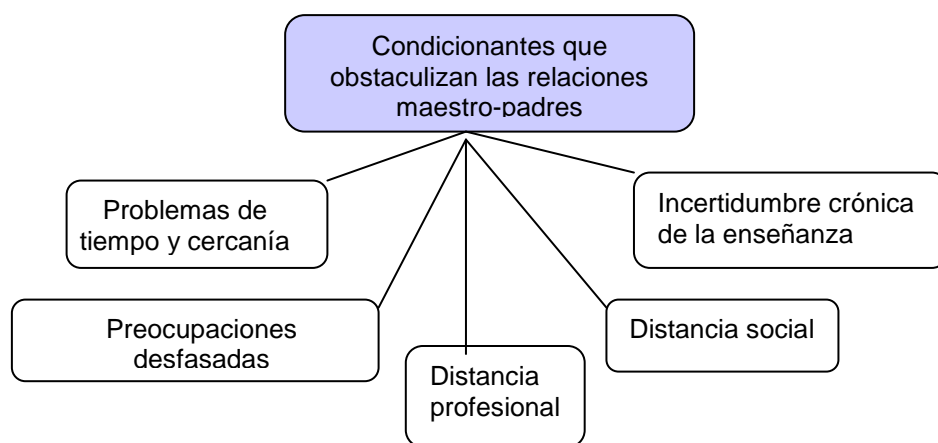 Condicionantes que
obstaculizan las relaciones
maestro-padres
Problemas de
tiempo y cercanía
Incertidumbre crónica
de la enseñanza
Preocupaciones
desfasadas
Distancia social
Distancia
profesional